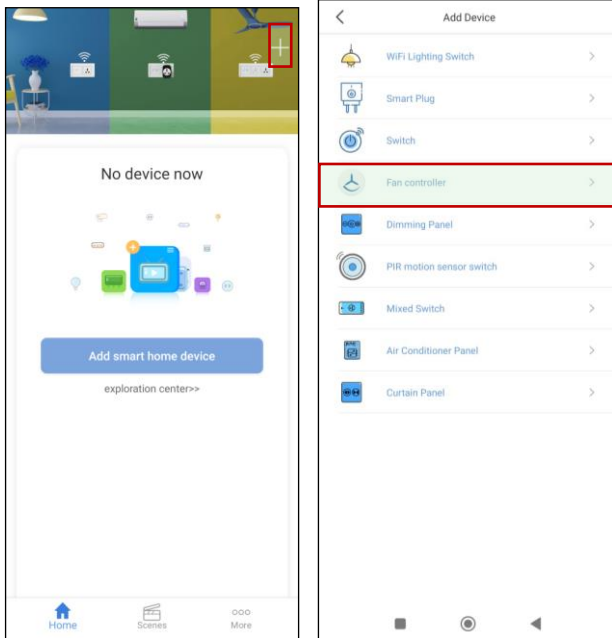 No device now
Add smart home device
exploration center>>
Home
Scenes
More
Add Device
WiFi Lighting Switch
Smart Plug
Switch
Fan controller
Dimming Panel
PIR motion sensor switch
Mixed Switch
Air Conditioner Panel
Curtain Panel